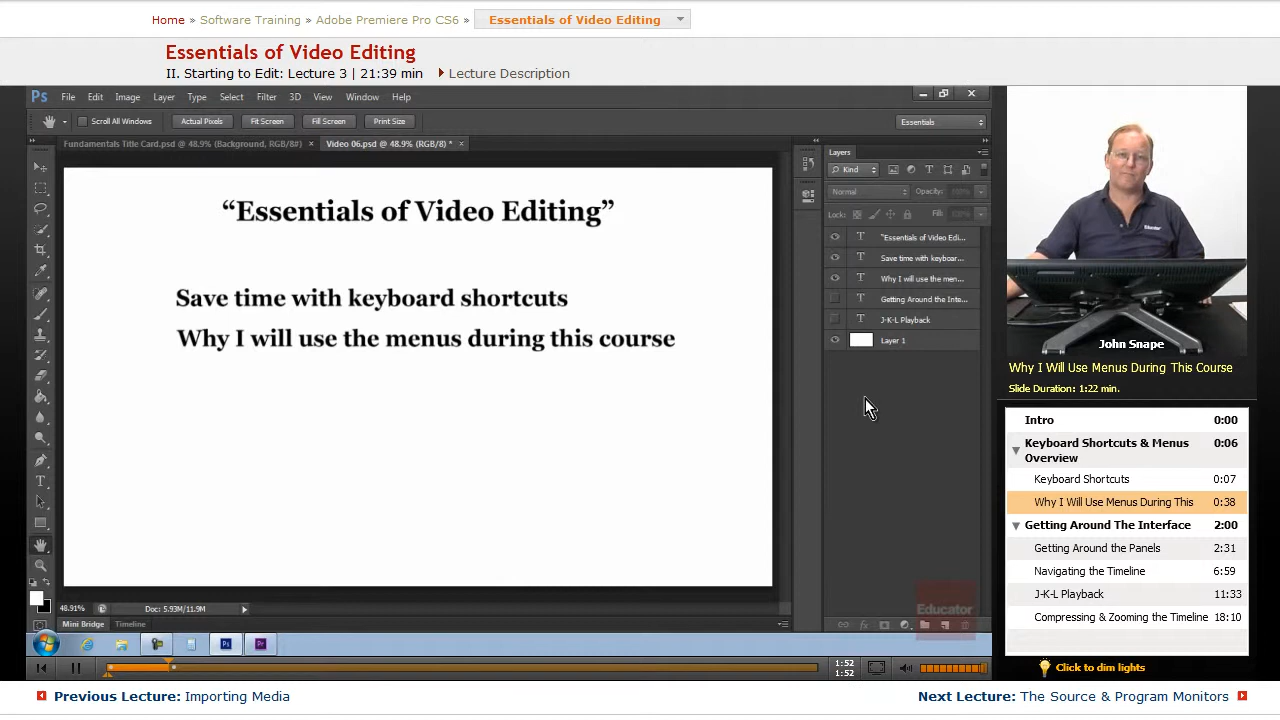 Home » Software Training » Adobe Premiere Pro CS6 » Essentials of Video Editing
Essentials of Video Editing
II. Starting to Edit: Lecture 3 | 21:39 min Lecture Description
Ps File Edit Image Layer Type Select Filter 3D View Window Help
Scroll All Windows Actual Pixels Fit Screen Fill Screen Print Size Essentials
Fundamentals Title Card.psd @ 48.9% (Background, RGB/8#) × Video 06.psd @ 48.9% (RGB/8) * ×
Layers
Kind
Normal Opacity: 100%
Lock: Fill: 100%
"Essentials of Video Edi...
Save time with keyboar...
Why I will use the men...
Getting Around the Inte...
J-K-L Playback
Layer 1
“Essentials of Video Editing”
Save time with keyboard shortcuts
Why I will use the menus during this course
48.91% Doc: 5.93M/11.9M
Mini Bridge Timeline
Educator
Ps Pr
1:52
1:52
Educator
John Snape
Why I Will Use Menus During This Course
Slide Duration: 1:22 min.
Intro 0:00
Keyboard Shortcuts & Menus 0:06
Overview
Keyboard Shortcuts 0:07
Why I Will Use Menus During This 0:38
Getting Around The Interface 2:00
Getting Around the Panels 2:31
Navigating the Timeline 6:59
J-K-L Playback 11:33
Compressing & Zooming the Timeline 18:10
Click to dim lights
Previous Lecture: Importing Media
Next Lecture: The Source & Program Monitors